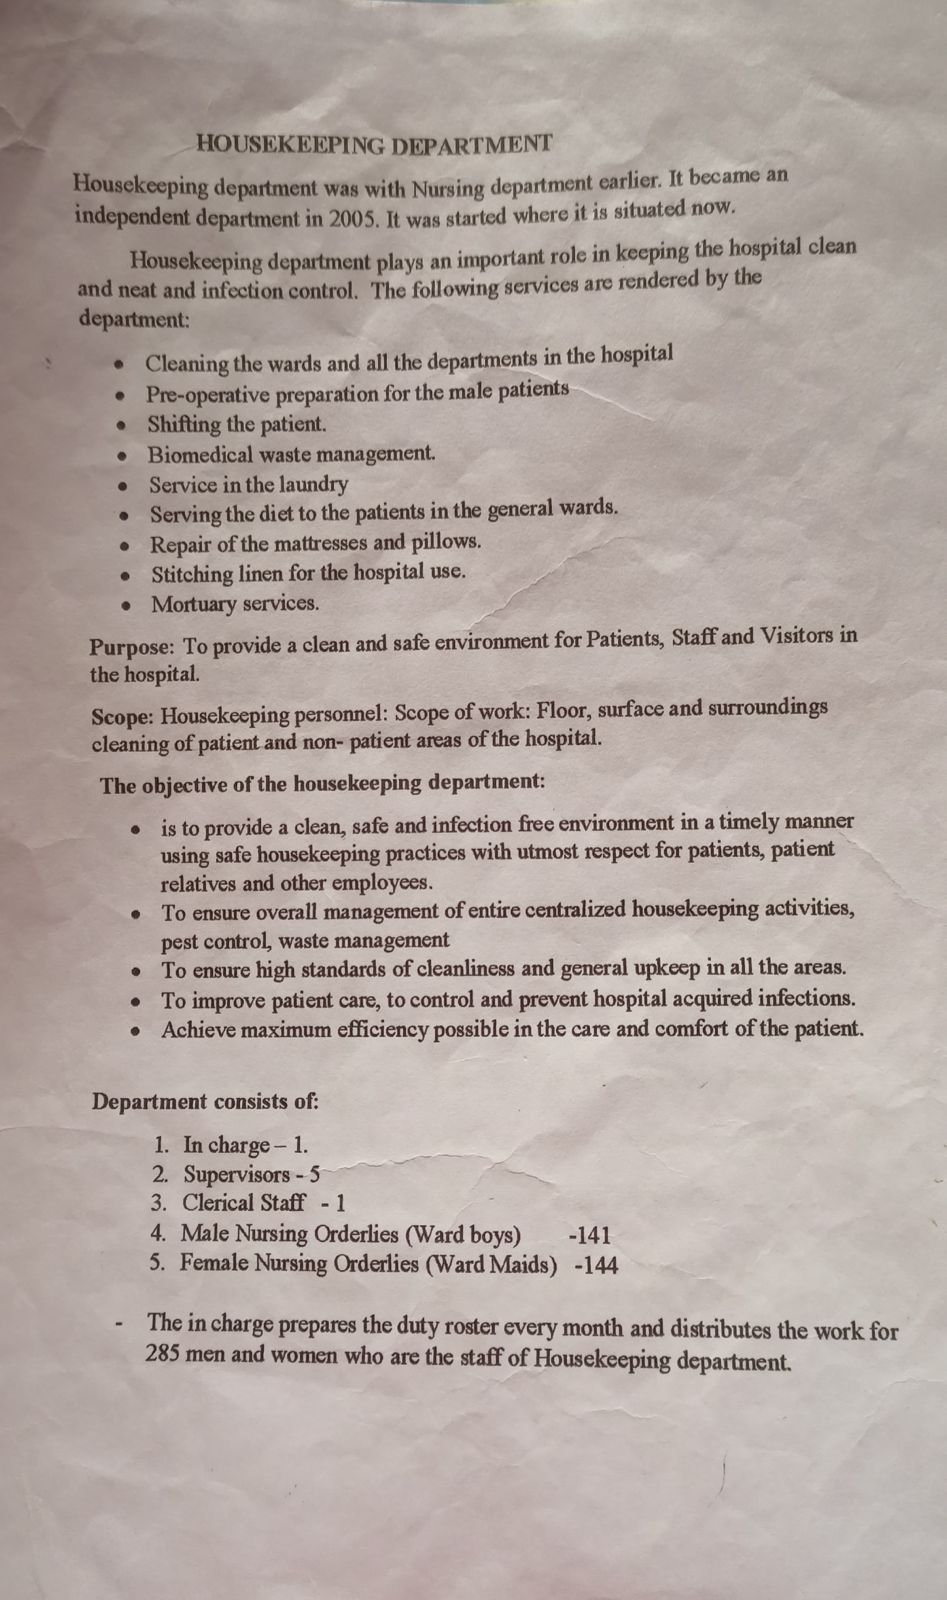 HOUSEKEEPING DEPARTMENT
Housekeeping department was with Nursing department earlier. It became an
independent department in 2005. It was started where it is situated now.
Housekeeping department plays an important role in keeping the hospital clean
and neat and infection control. The following services are rendered by the
department:
• Cleaning the wards and all the departments in the hospital
• Pre-operative preparation for the male patients
• Shifting the patient.
• Biomedical waste management.
• Service in the laundry
• Serving the diet to the patients in the general wards.
• Repair of the mattresses and pillows.
• Stitching linen for the hospital use.
• Mortuary services.
Purpose: To provide a clean and safe environment for Patients, Staff and Visitors in
the hospital.
Scope: Housekeeping personnel: Scope of work: Floor, surface and surroundings
cleaning of patient and non- patient areas of the hospital.
The objective of the housekeeping department:
• is to provide a clean, safe and infection free environment in a timely manner
using safe housekeeping practices with utmost respect for patients, patient
relatives and other employees.
• To ensure overall management of entire centralized housekeeping activities,
pest control, waste management
• To ensure high standards of cleanliness and general upkeep in all the areas.
• To improve patient care, to control and prevent hospital acquired infections.
• Achieve maximum efficiency possible in the care and comfort of the patient.
Department consists of:
1. In charge – 1.
2. Supervisors - 5
3. Clerical Staff - 1
4. Male Nursing Orderlies (Ward boys) -141
5. Female Nursing Orderlies (Ward Maids) -144
- The in charge prepares the duty roster every month and distributes the work for
285 men and women who are the staff of Housekeeping department.